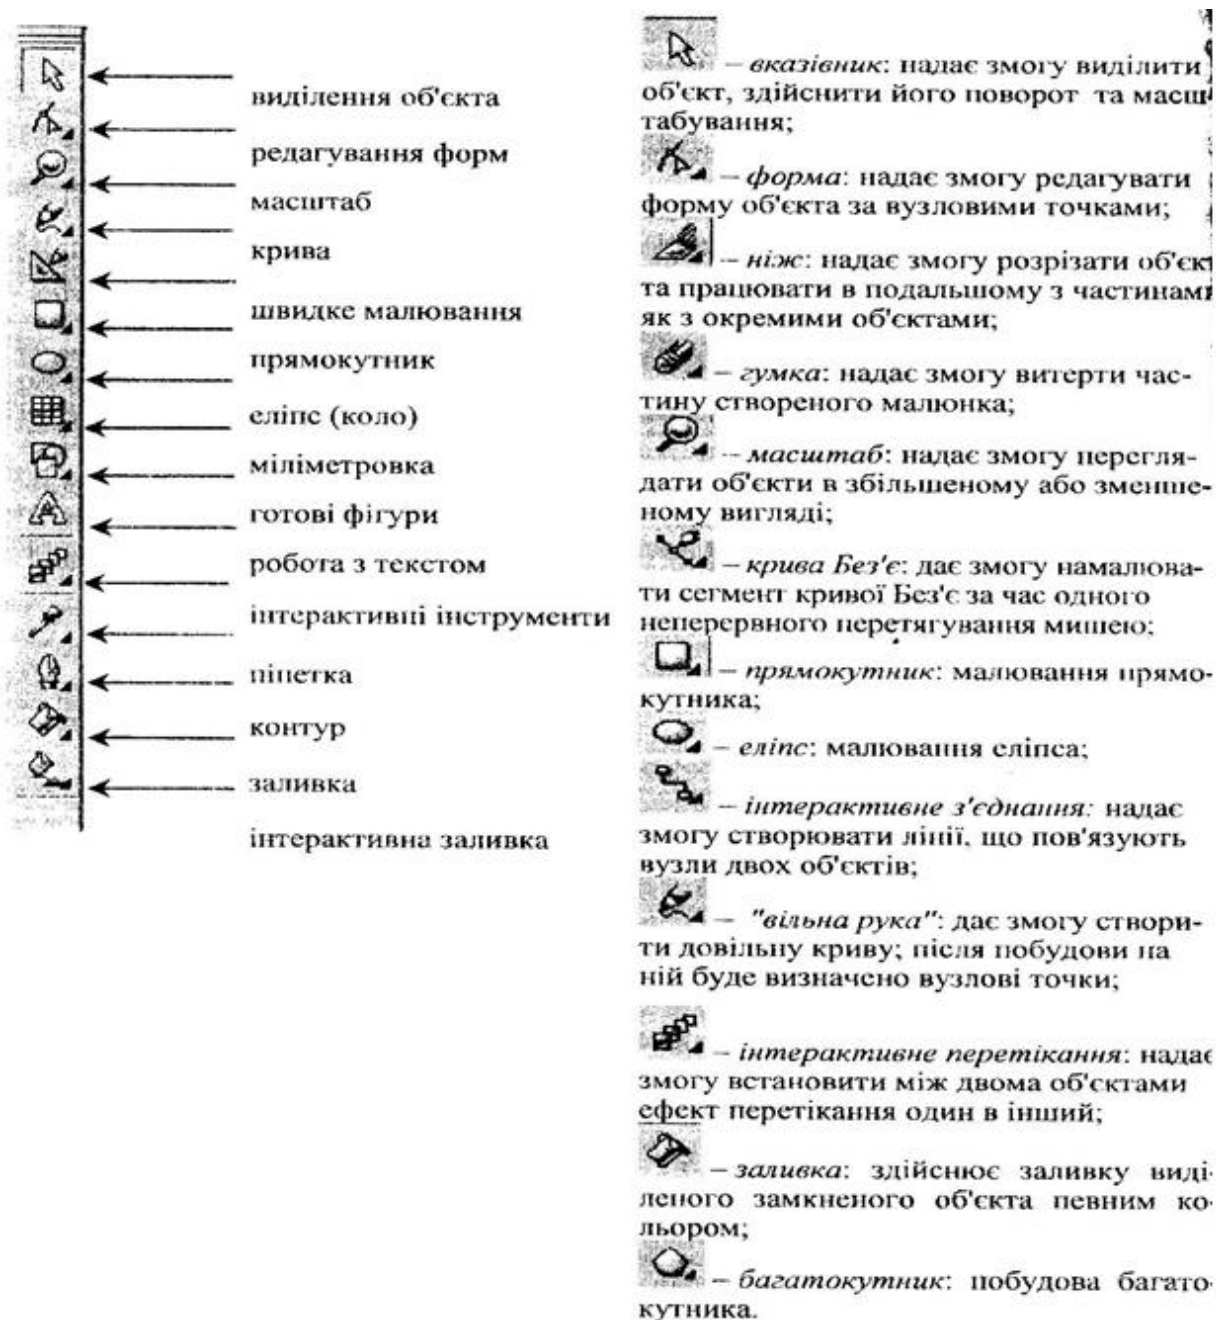 виділення об'єкта
редагування форм
масштаб
крива
швидке малювання
прямокутник
еліпс (коло)
міліметровка
готові фігури
робота з текстом
інтерактивні інструменти
піпетка
контур
заливка
інтерактивна заливка
– вказівник: надає змогу виділити
об'єкт, здійснити його поворот та масш
табування;
– форма: надає змогу редагувати
форму об'єкта за вузловими точками;
– ніж: надає змогу розрізати об'єкт
та працювати в подальшому з частинами
як з окремими об'єктами;
– гумка: надає змогу витерти час-
тину створеного малюнка;
– масштаб: надає змогу перегля-
дати об'єкти в збільшеному або зменше-
ному вигляді;
– крива Без'є: дає змогу намалюва-
ти сегмент кривої Без'є за час одного
неперервного перетягування мишею;
– прямокутник: малювання прямо-
кутника;
– еліпс: малювання еліпса;
– інтерактивне з'єднання: надає
змогу створювати лінії, що пов'язують
вузли двох об'єктів;
– "вільна рука": дає змогу створи-
ти довільну криву; після побудови на
ній буде визначено вузлові точки;
– інтерактивне перетікання: надає
змогу встановити між двома об'єктами
ефект перетікання один в інший;
– заливка: здійснює заливку виді-
леного замкненого об'єкта певним ко-
льором;
– багатокутник: побудова багато-
кутника.